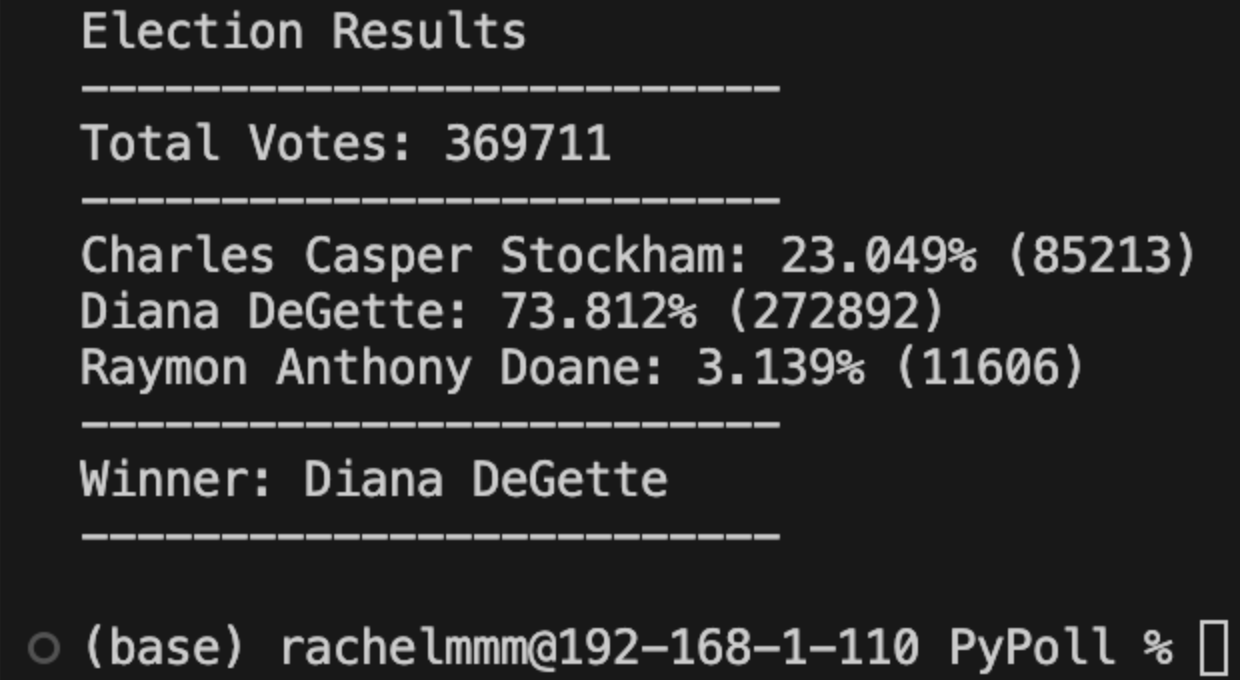 Election Results
-------------------------
Total Votes: 369711
-------------------------
Charles Casper Stockham: 23.049% (85213)
Diana DeGette: 73.812% (272892)
Raymon Anthony Doane: 3.139% (11606)
-------------------------
Winner: Diana DeGette
-------------------------
(base) rachelmmm@192-168-1-110 PyPoll %